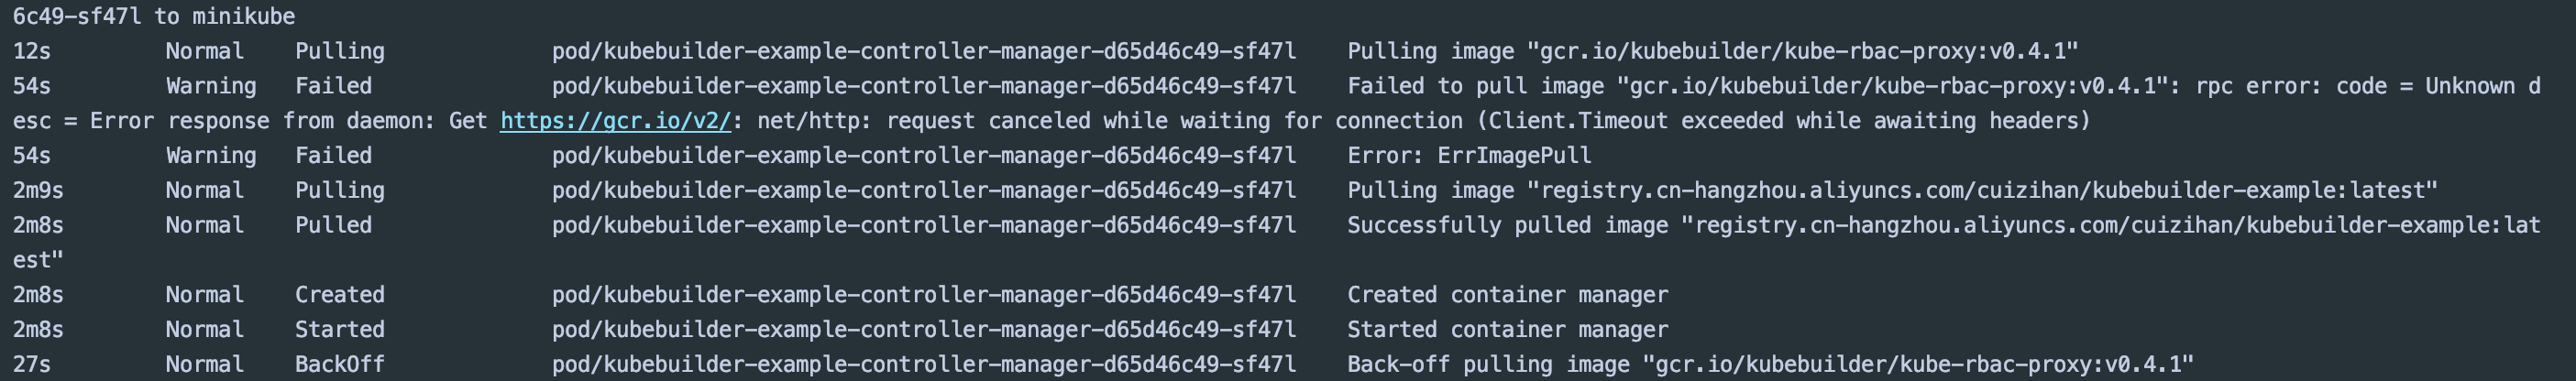 6c49-sf47l to minikube
12s         Normal    Pulling             pod/kubebuilder-example-controller-manager-d65d46c49-sf47l    Pulling image "gcr.io/kubebuilder/kube-rbac-proxy:v0.4.1"
54s         Warning   Failed              pod/kubebuilder-example-controller-manager-d65d46c49-sf47l    Failed to pull image "gcr.io/kubebuilder/kube-rbac-proxy:v0.4.1": rpc error: code = Unknown d
esc = Error response from daemon: Get https://gcr.io/v2/: net/http: request canceled while waiting for connection (Client.Timeout exceeded while awaiting headers)
54s         Warning   Failed              pod/kubebuilder-example-controller-manager-d65d46c49-sf47l    Error: ErrImagePull
2m9s        Normal    Pulling             pod/kubebuilder-example-controller-manager-d65d46c49-sf47l    Pulling image "registry.cn-hangzhou.aliyuncs.com/cuizihan/kubebuilder-example:latest"
2m8s        Normal    Pulled              pod/kubebuilder-example-controller-manager-d65d46c49-sf47l    Successfully pulled image "registry.cn-hangzhou.aliyuncs.com/cuizihan/kubebuilder-example:lat
est"
2m8s        Normal    Created             pod/kubebuilder-example-controller-manager-d65d46c49-sf47l    Created container manager
2m8s        Normal    Started             pod/kubebuilder-example-controller-manager-d65d46c49-sf47l    Started container manager
27s         Normal    BackOff             pod/kubebuilder-example-controller-manager-d65d46c49-sf47l    Back-off pulling image "gcr.io/kubebuilder/kube-rbac-proxy:v0.4.1"